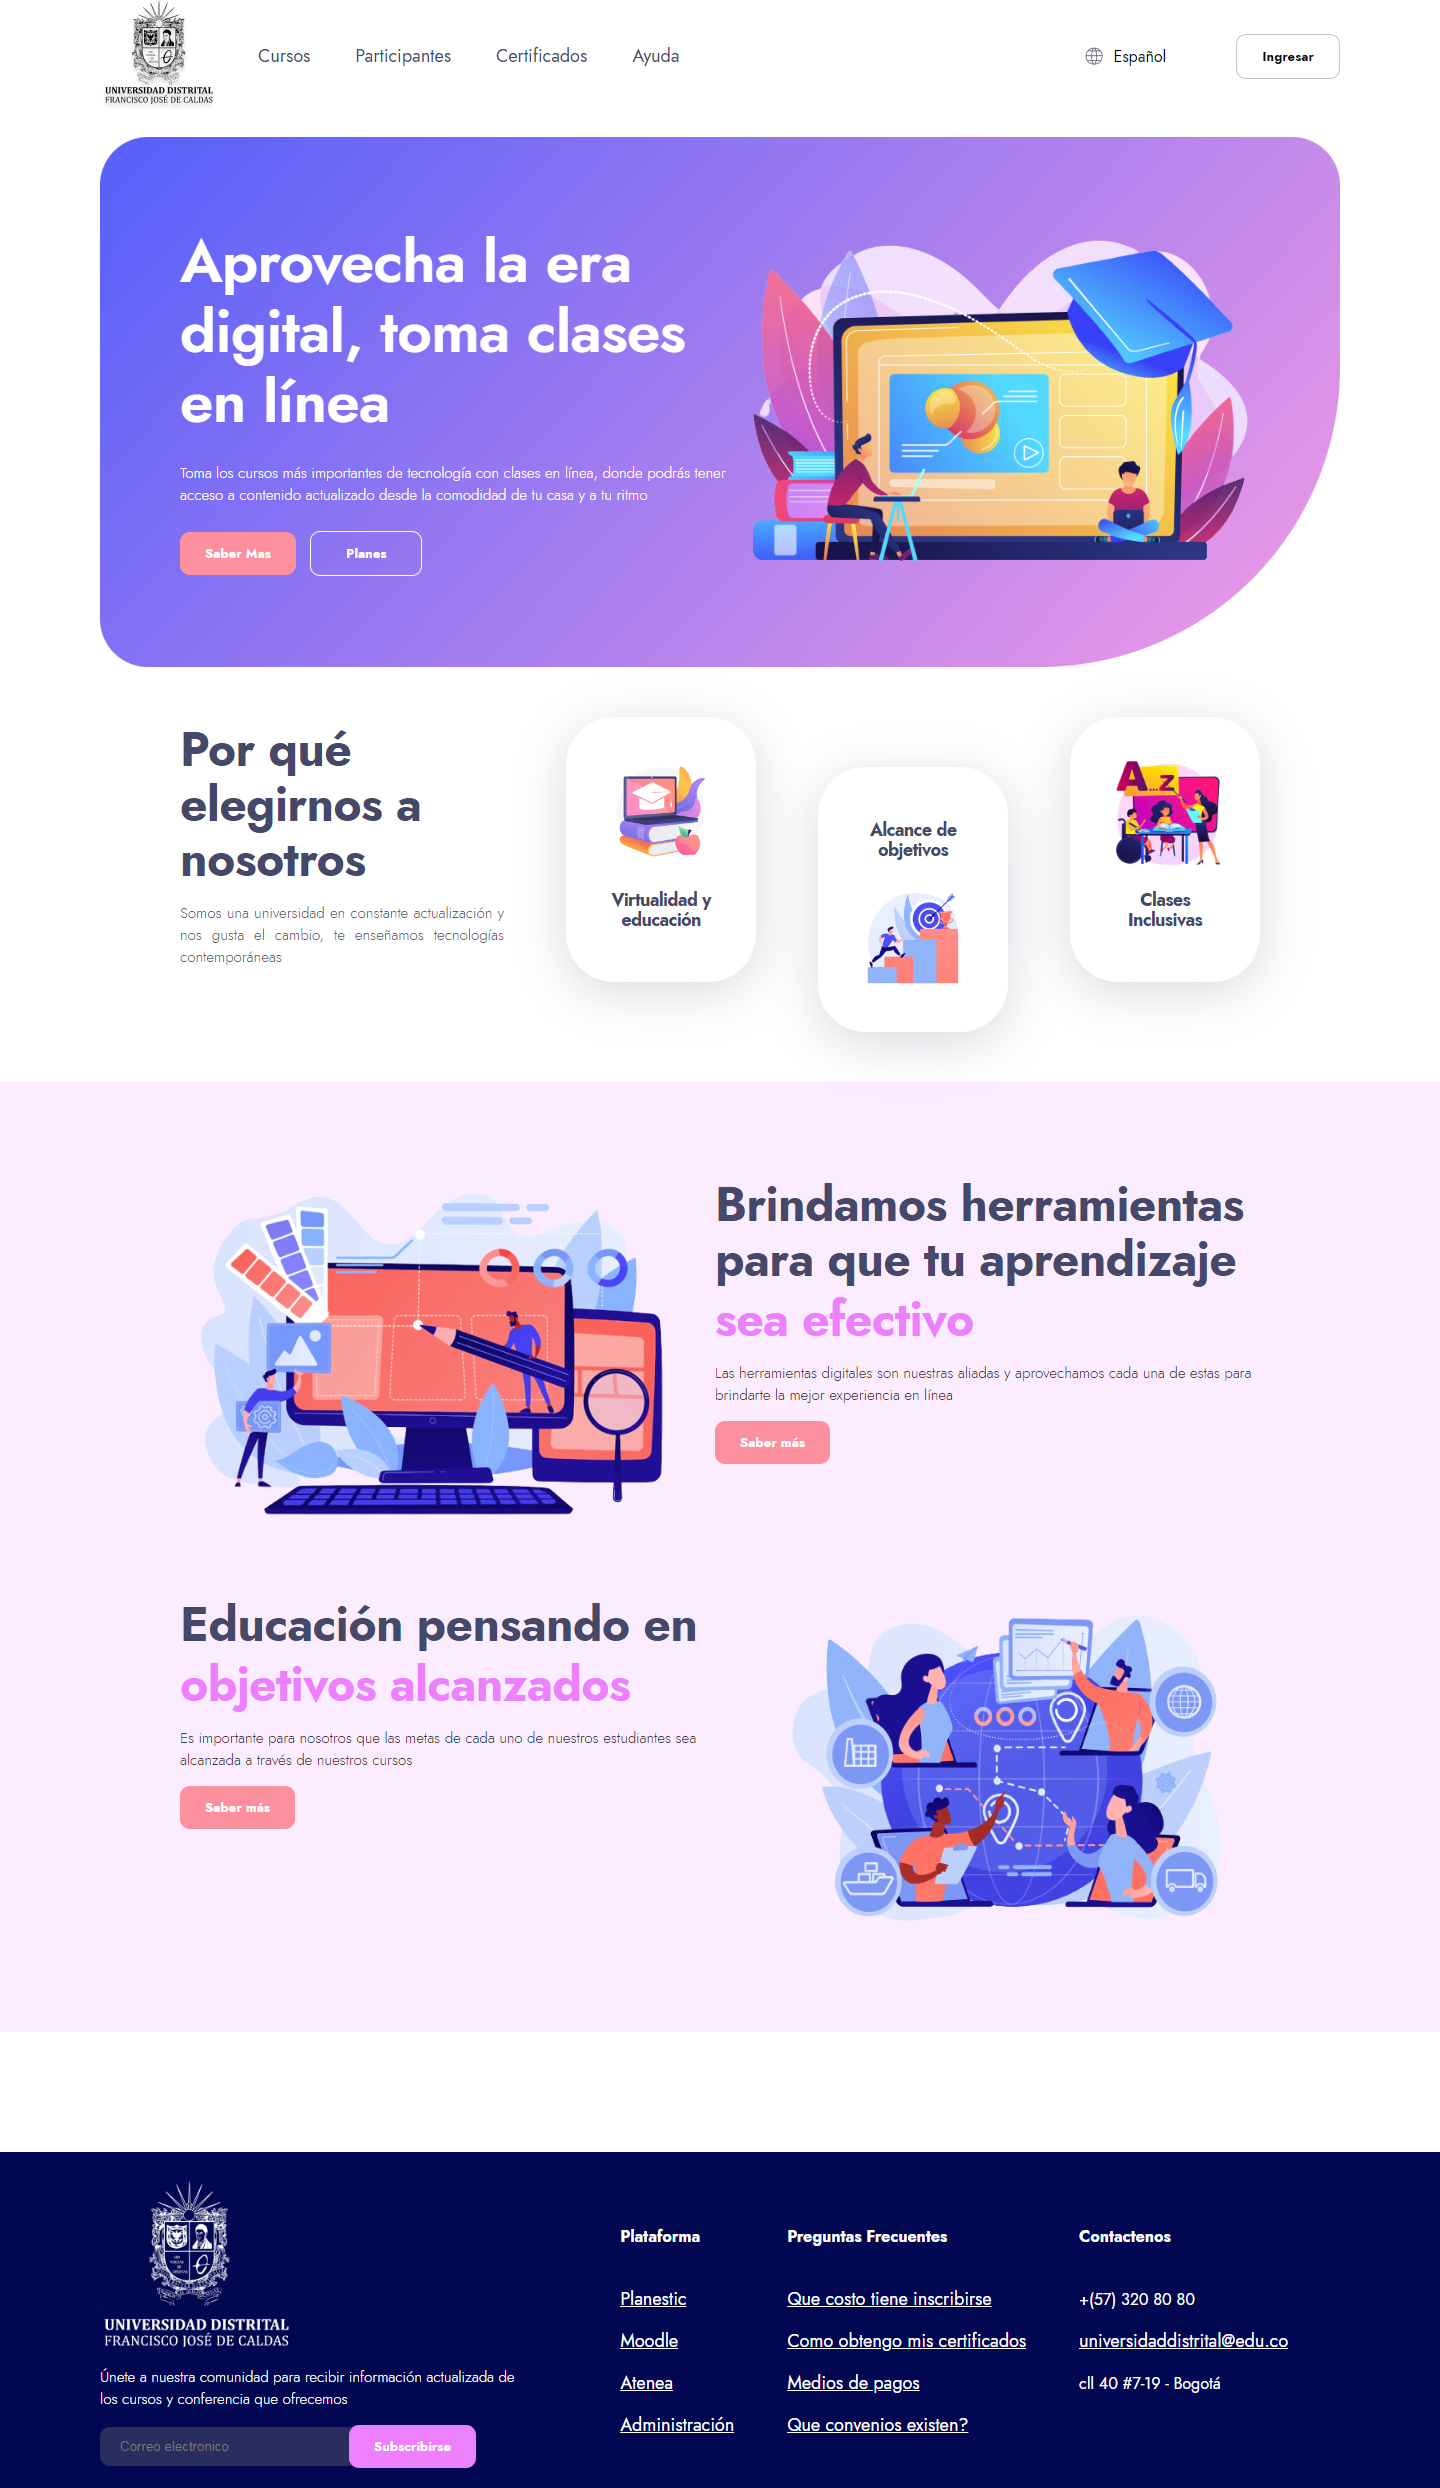 UNIVERSIDAD DISTRITAL
FRANCISCO JOSÉ DE CALDAS
Cursos
Participantes
Certificados
Ayuda
Español
Ingresar
Aprovecha la era
digital, toma clases
en línea
Toma los cursos más importantes de tecnología con clases en línea, donde podrás tener
acceso a contenido actualizado desde la comodidad de tu casa y a tu ritmo
Saber Mas
Planes
Por qué
elegirnos a
nosotros
Somos una universidad en constante actualización y
nos gusta el cambio, te enseñamos tecnologías
contemporáneas
Virtualidad y
educación
Alcance de
objetivos
A...z
Clases
Inclusivas
Brindamos herramientas
para que tu aprendizaje
sea efectivo
Las herramientas digitales son nuestras aliadas y aprovechamos cada una de estas para
brindarte la mejor experiencia en línea
Saber más
Educación pensando en
objetivos alcanzados
Es importante para nosotros que las metas de cada uno de nuestros estudiantes sea
alcanzada a través de nuestros cursos
Saber más
UNIVERSIDAD DISTRITAL
FRANCISCO JOSÉ DE CALDAS
Únete a nuestra comunidad para recibir información actualizada de
los cursos y conferencia que ofrecemos
Correo electronico
Subscribirse
Plataforma
Planestic
Moodle
Atenea
Administración
Preguntas Frecuentes
Que costo tiene inscribirse
Como obtengo mis certificados
Medios de pagos
Que convenios existen?
Contactenos
+(57) 320 80 80
universidaddistrital@edu.co
cll 40 #7-19 - Bogotá